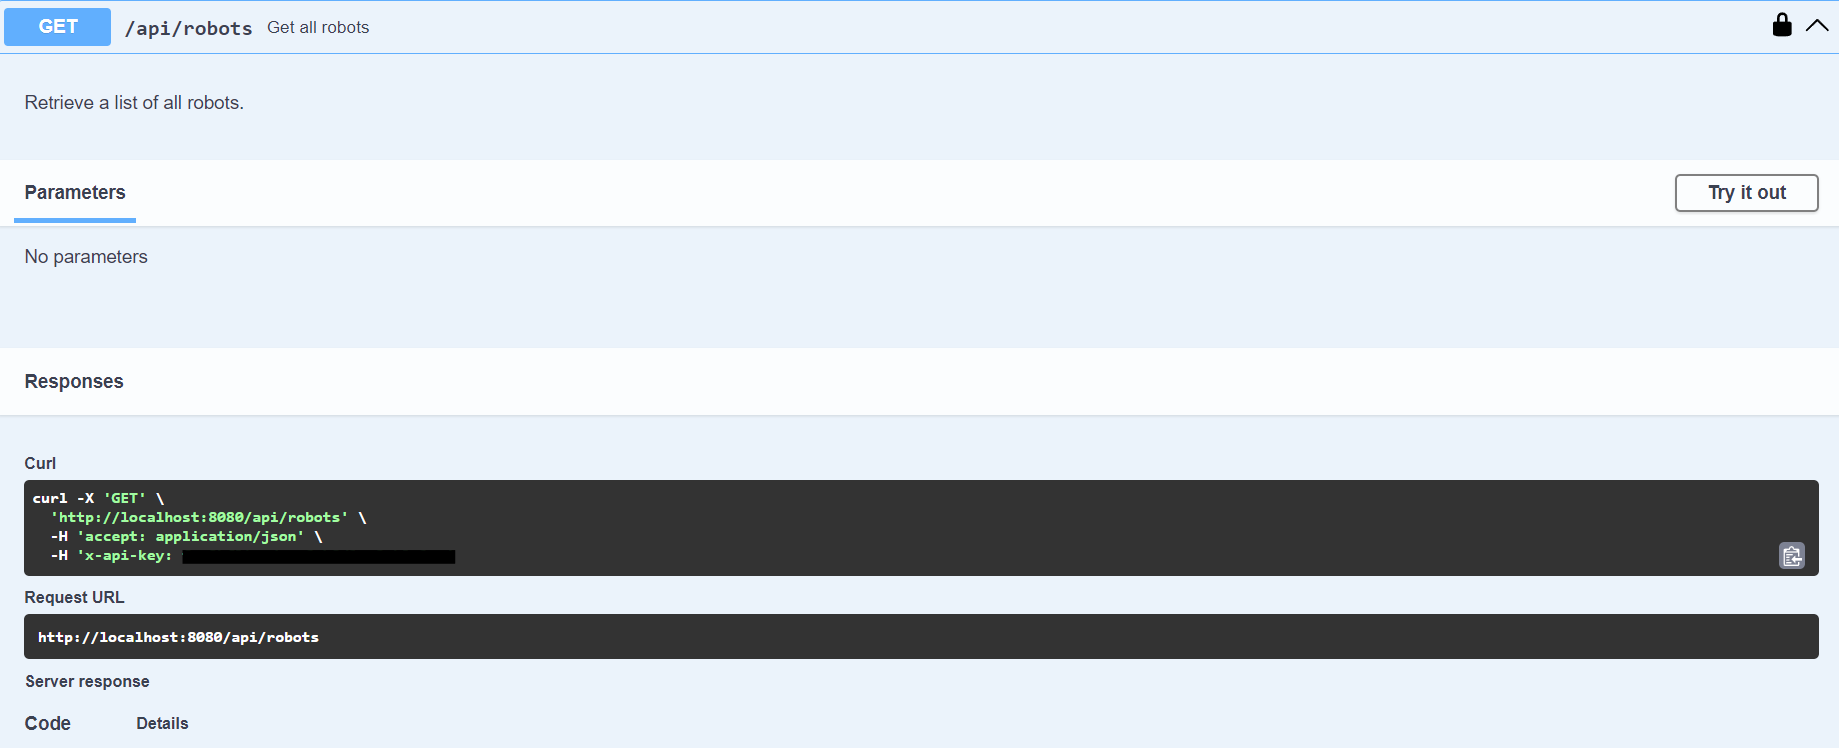 GET /api/robots Get all robots
Retrieve a list of all robots.
Parameters
Try it out
No parameters
Responses
Curl
curl -X 'GET' \
'http://localhost:8080/api/robots' \
-H 'accept: application/json' \
-H 'x-api-key:
Request URL
http://localhost:8080/api/robots
Server response
Code Details